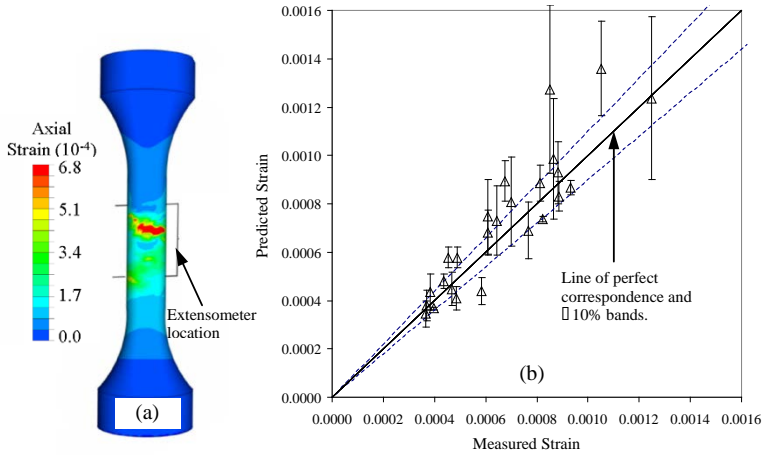 Axial
Strain (10-4)
6.8
5.1
3.4
1.7
0.0
Extensometer
location
(a)
Predicted Strain
0.0016
0.0014
0.0012
0.0010
0.0008
0.0006
0.0004
0.0002
0.0000
Line of perfect
correspondence and
▯10% bands.
(b)
0.0000 0.0002 0.0004 0.0006 0.0008 0.0010 0.0012 0.0014 0.0016
Measured Strain